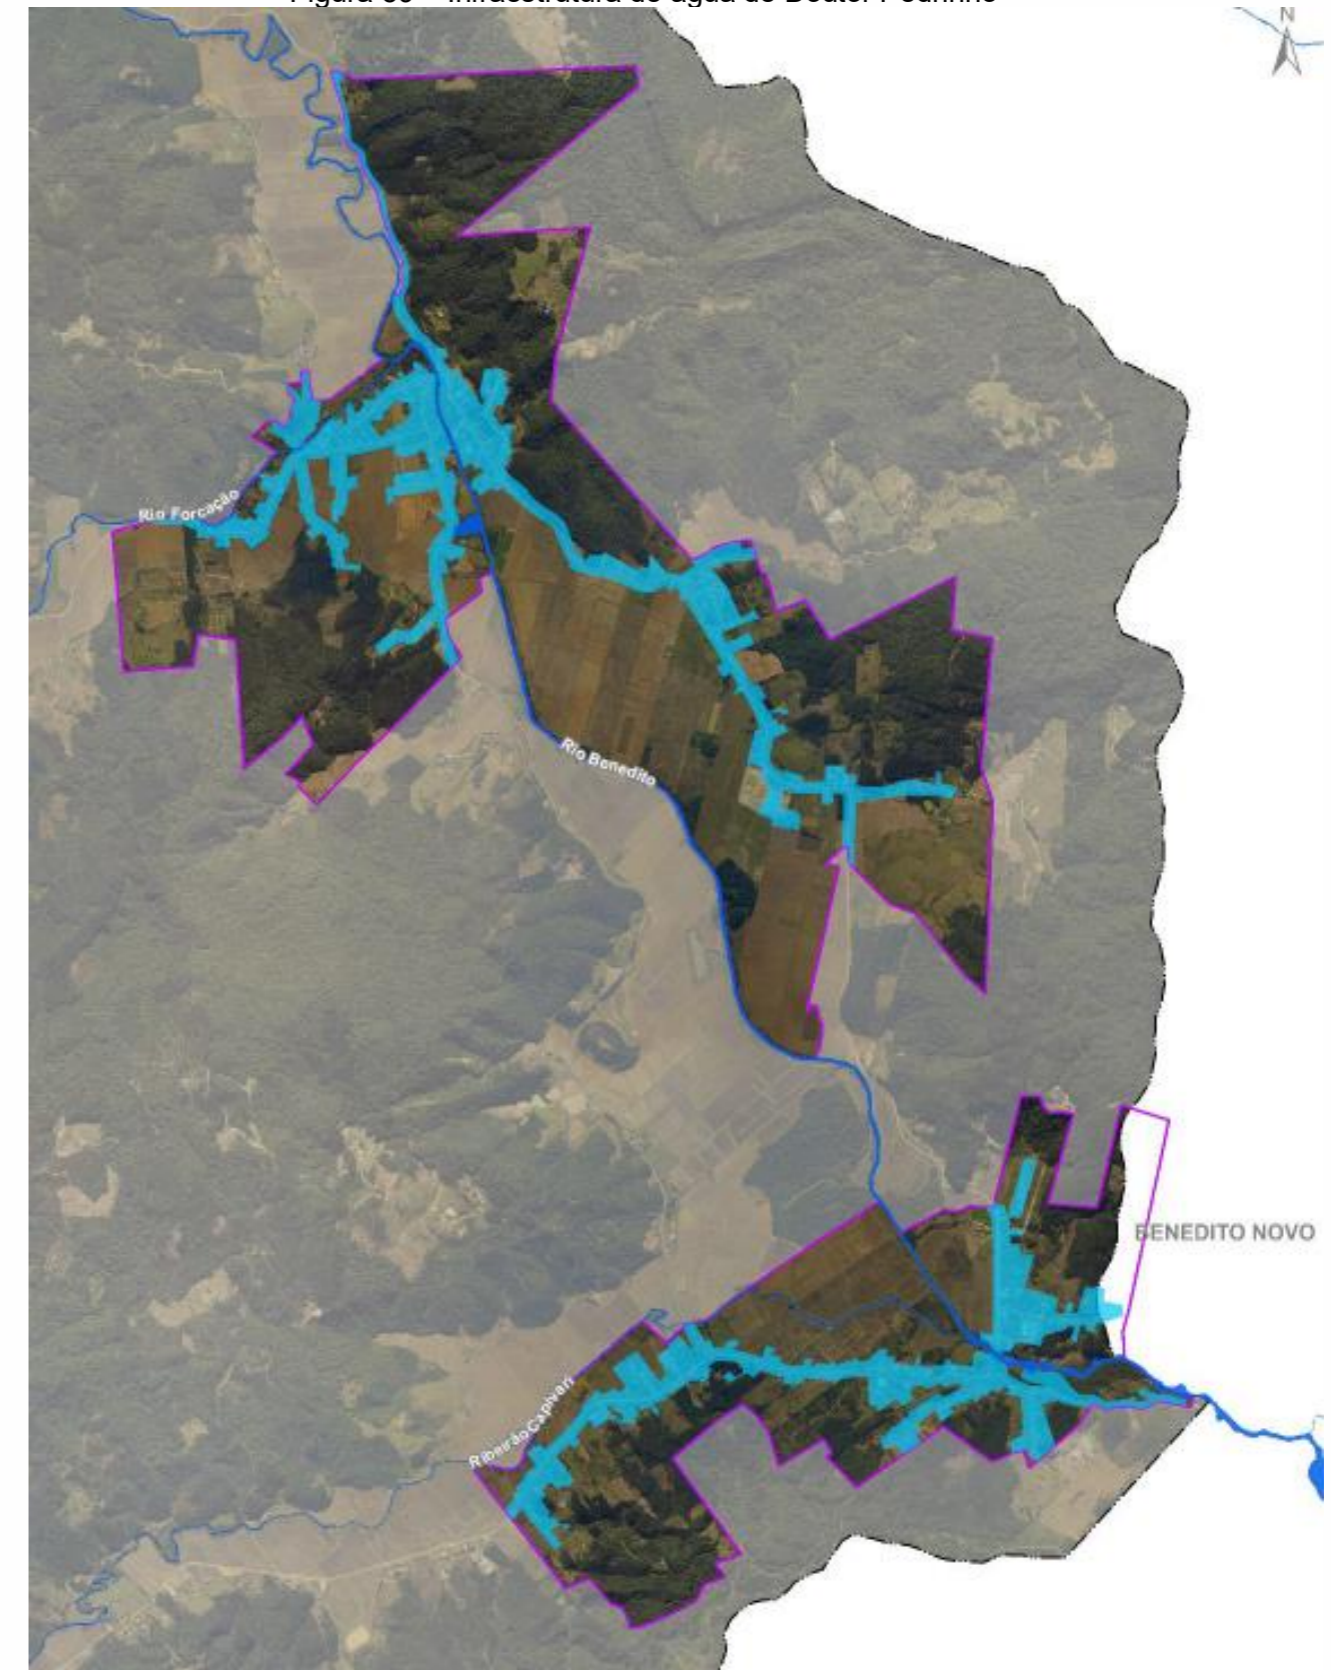 N
Rio Forcação
Rio Benedito
BENEDITO NOVO
Ribeirão Capivari